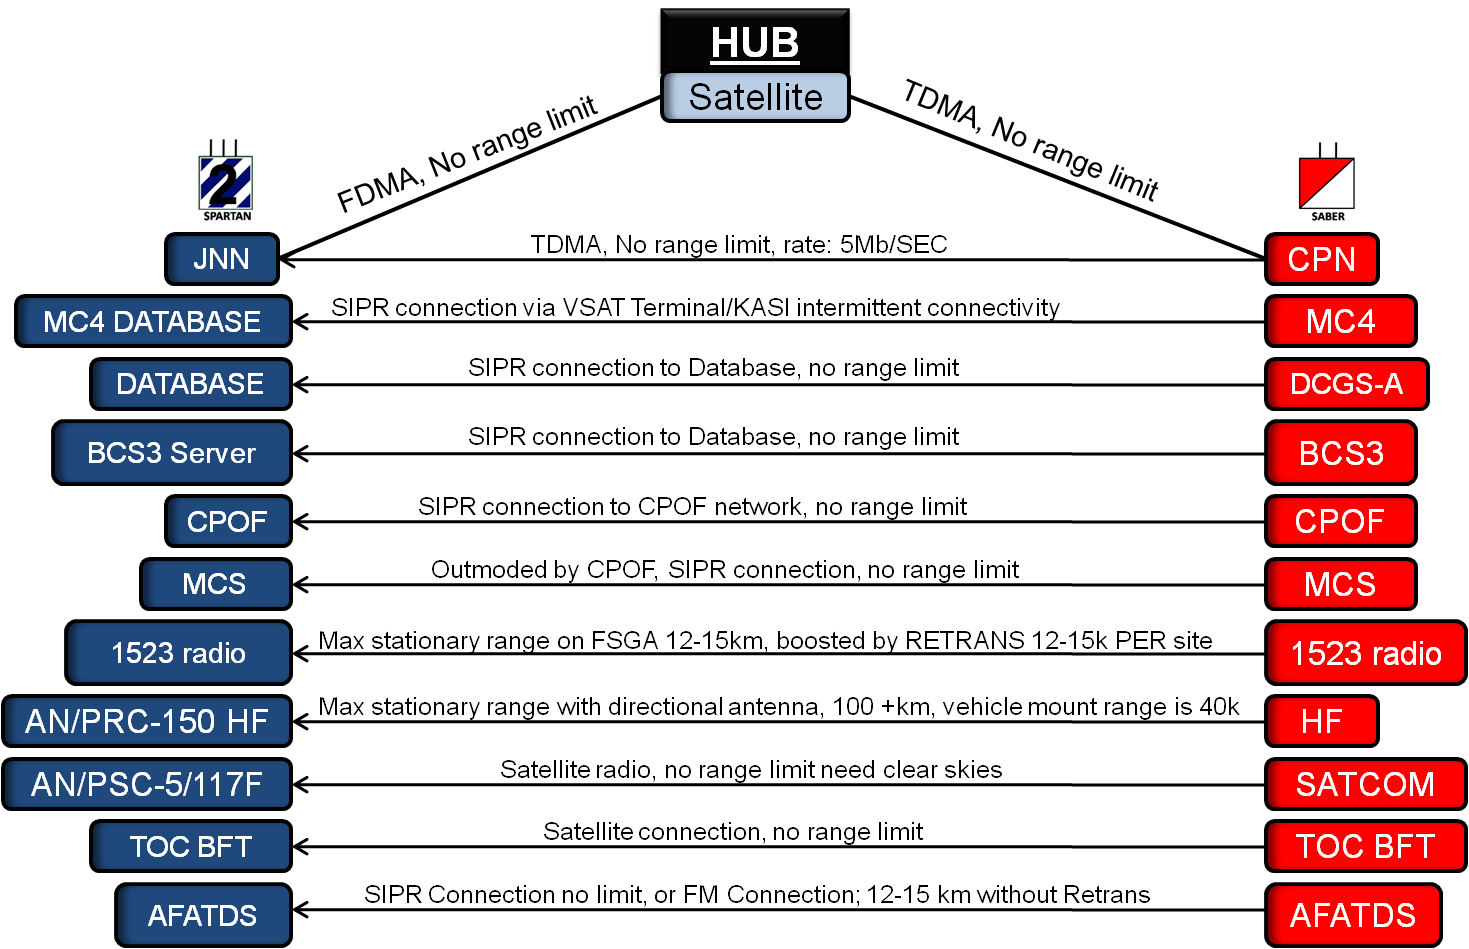 HUB
Satellite
FDMA, No range limit
TDMA, No range limit
2
SPARTAN
SABER
JNN
TDMA, No range limit, rate: 5Mb/SEC
CPN
MC4 DATABASE
SIPR connection via VSAT Terminal/KASI intermittent connectivity
MC4
DATABASE
SIPR connection to Database, no range limit
DCGS-A
BCS3 Server
SIPR connection to Database, no range limit
BCS3
CPOF
SIPR connection to CPOF network, no range limit
CPOF
MCS
Outmoded by CPOF, SIPR connection, no range limit
MCS
1523 radio
Max stationary range on FSGA 12-15km, boosted by RETRANS 12-15k PER site
1523 radio
AN/PRC-150 HF
Max stationary range with directional antenna, 100 +km, vehicle mount range is 40k
HF
AN/PSC-5/117F
Satellite radio, no range limit need clear skies
SATCOM
TOC BFT
Satellite connection, no range limit
TOC BFT
AFATDS
SIPR Connection no limit, or FM Connection; 12-15 km without Retrans
AFATDS